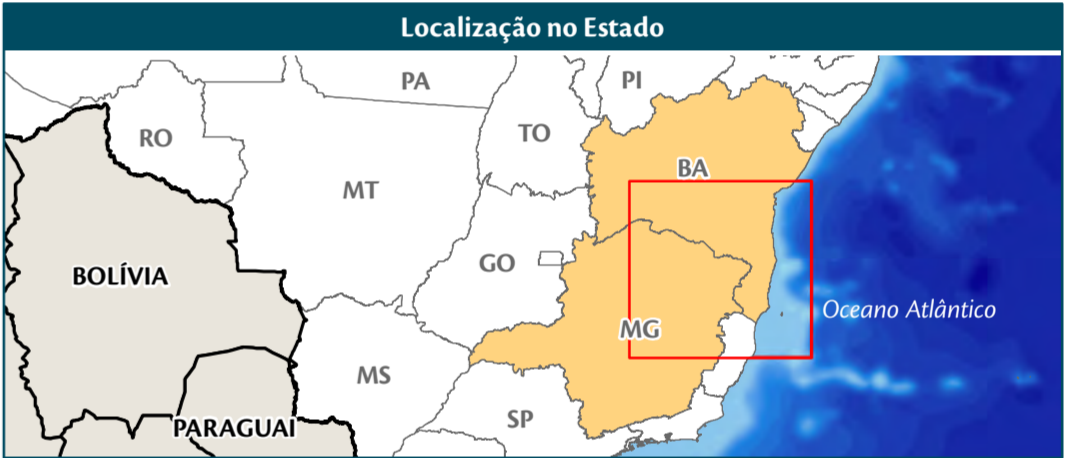 Localização no Estado
PA
PI
RO
TO
BA
MT
GO
BOLÍVIA
Oceano Atlântico
MG
MS
SP
PARAGUAI